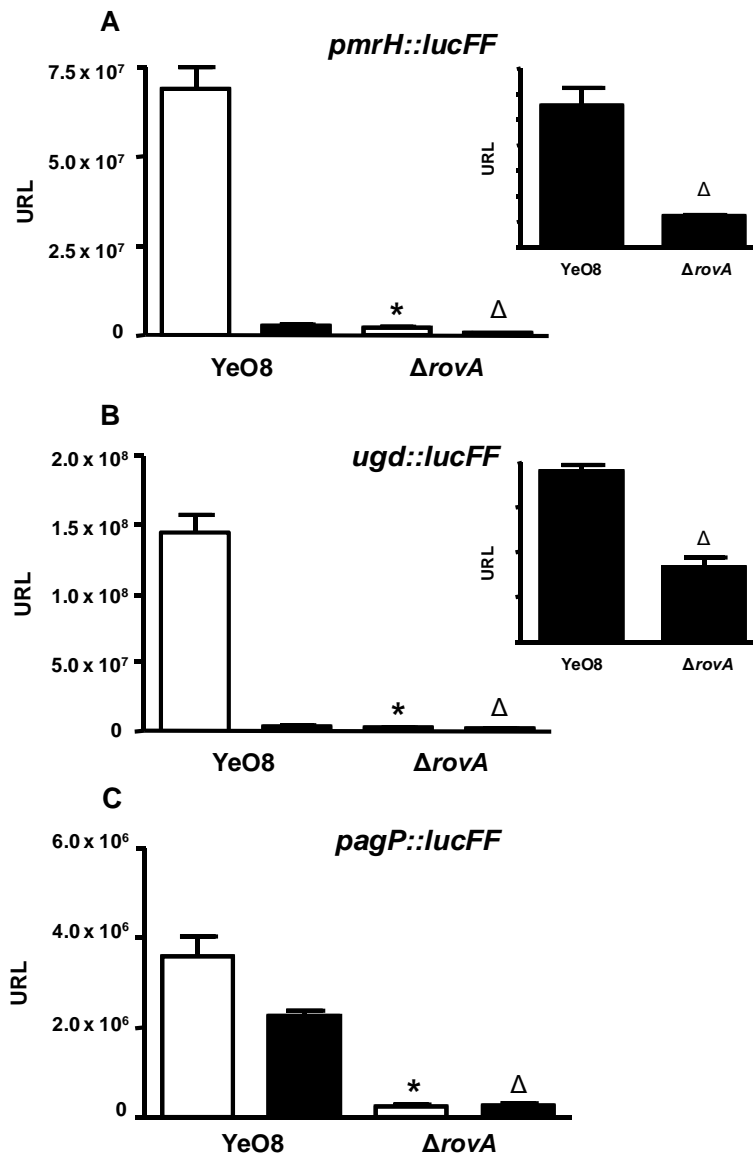 A
pmrH::lucFF
7.5 x 10⁷
5.0 x 10⁷
2.5 x 10⁷
0
URL
*
Δ
YeO8
ΔrovA
URL
Δ
YeO8
ΔrovA
B
ugd::lucFF
2.0 x 10⁸
1.5 x 10⁸
1.0 x 10⁸
5.0 x 10⁷
0
URL
*
Δ
YeO8
ΔrovA
URL
Δ
YeO8
ΔrovA
C
pagP::lucFF
6.0 x 10⁶
4.0 x 10⁶
2.0 x 10⁶
0
URL
*
Δ
YeO8
ΔrovA